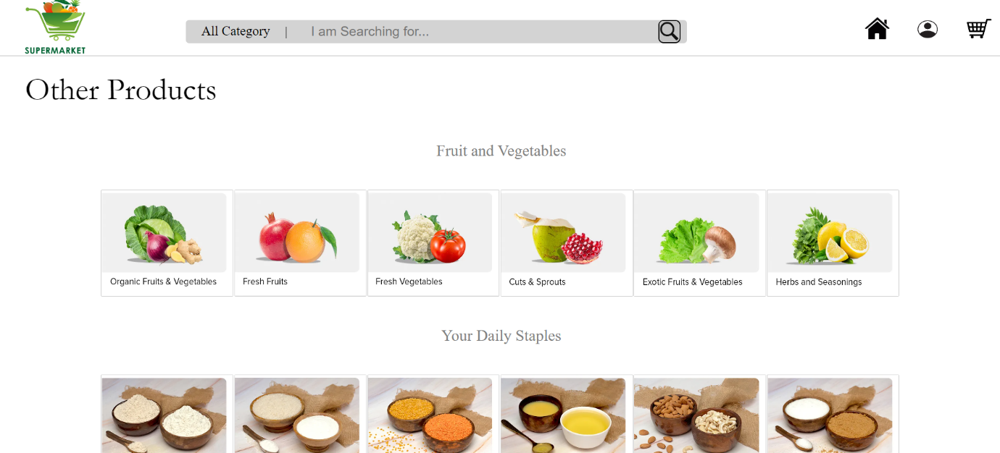 SUPERMARKET
All Category | I am Searching for...
Other Products
Fruit and Vegetables
Organic Fruits & Vegetables
Fresh Fruits
Fresh Vegetables
Cuts & Sprouts
Exotic Fruits & Vegetables
Herbs and Seasonings
Your Daily Staples